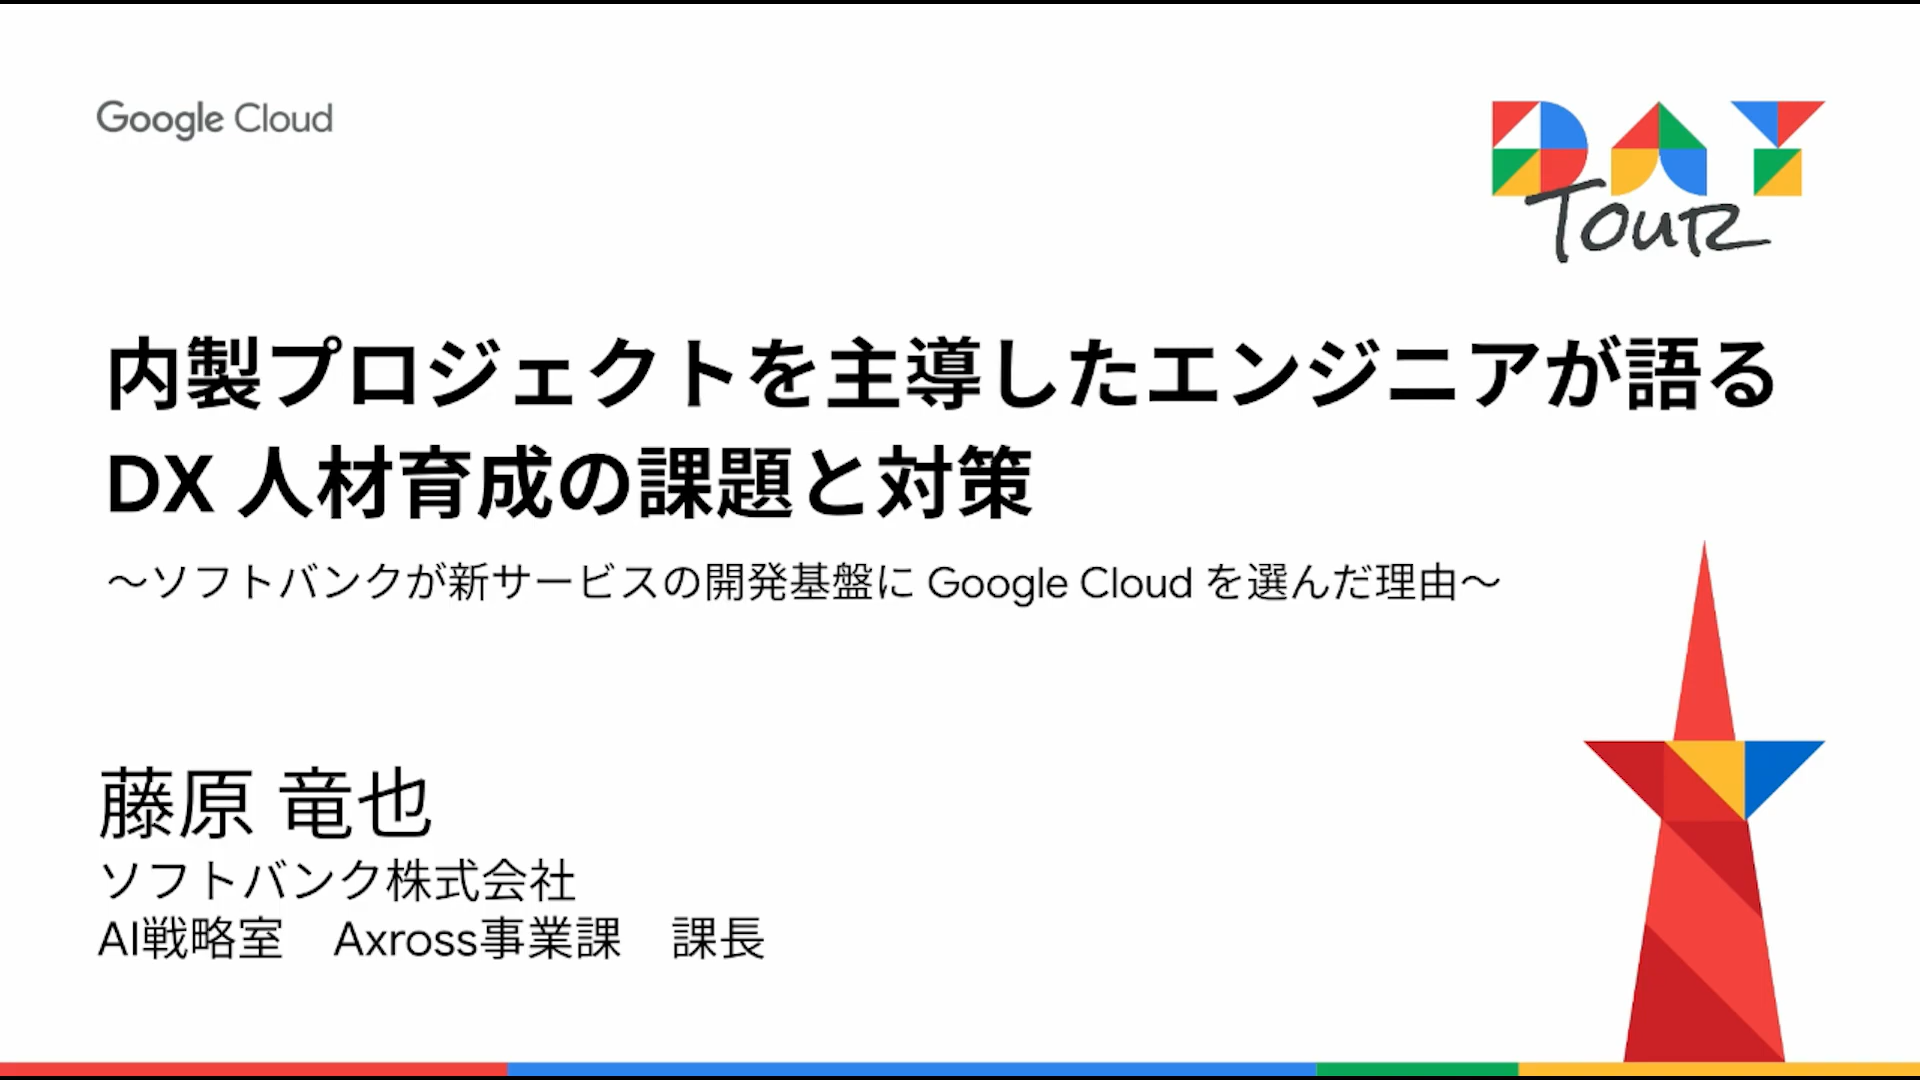 Google Cloud
DAY
Tour
内製プロジェクトを主導したエンジニアが語る
DX 人材育成の課題と対策
～ソフトバンクが新サービスの開発基盤に Google Cloud を選んだ理由～
藤原 竜也
ソフトバンク株式会社
AI戦略室　Axross事業課　課長